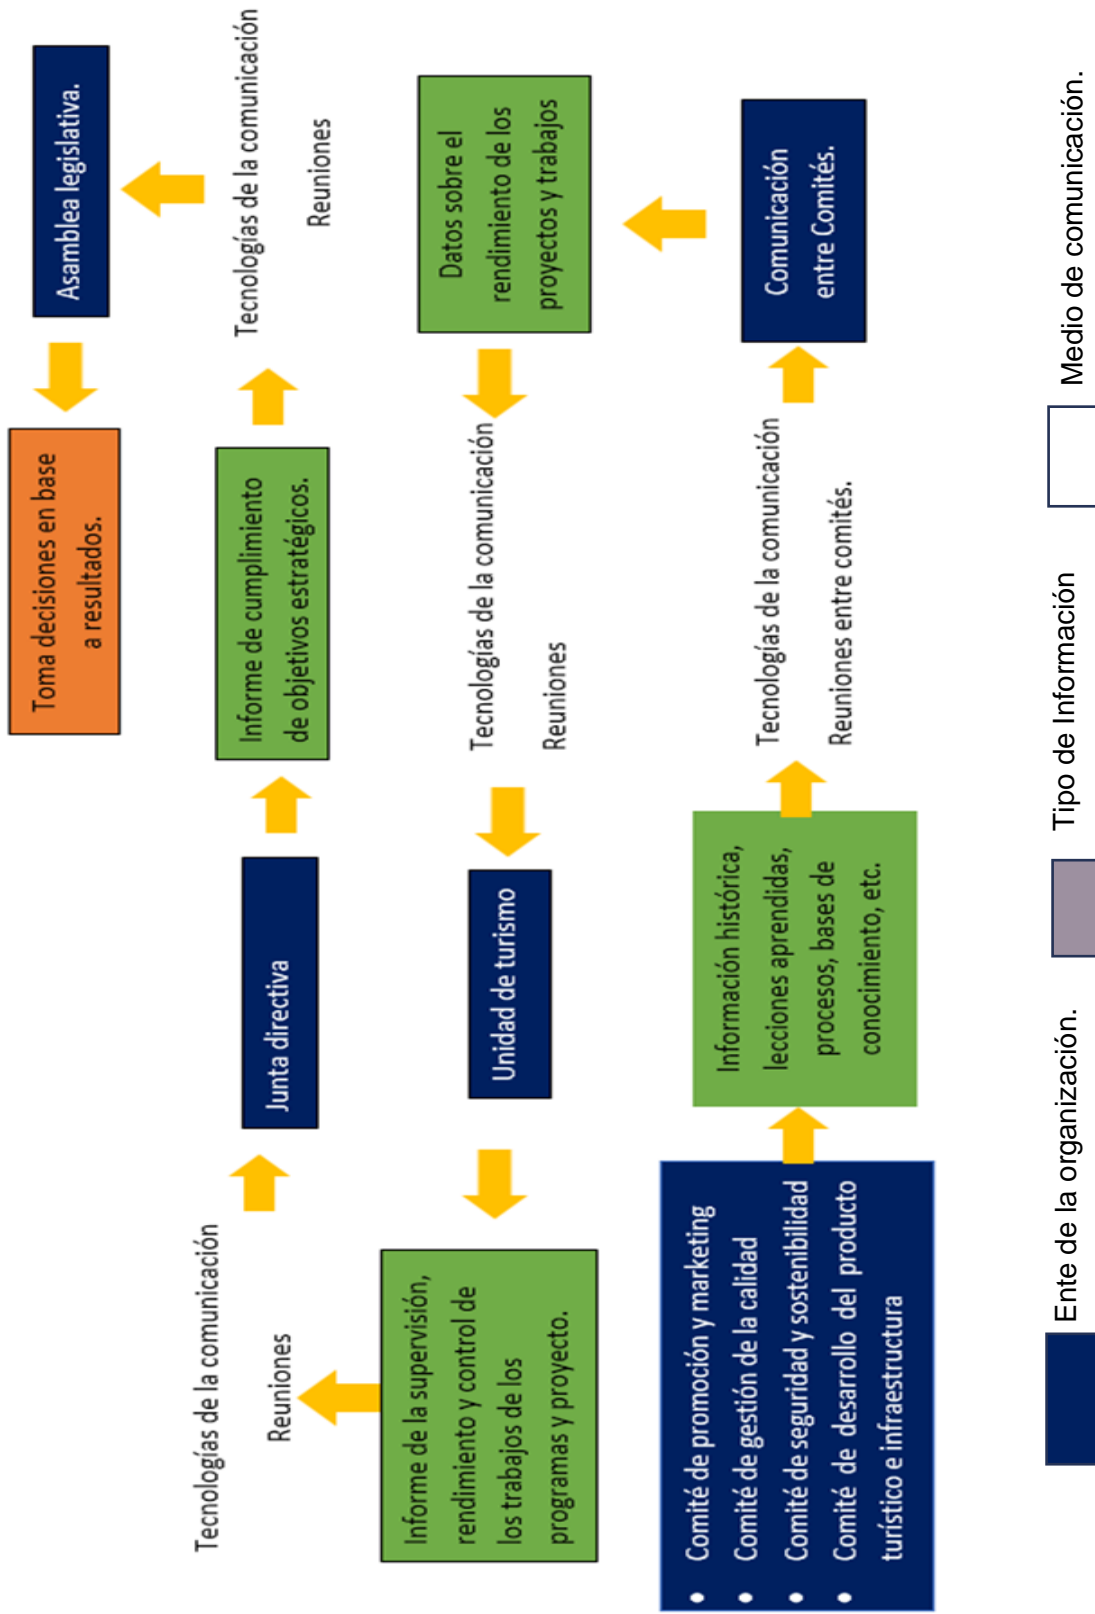 Asamblea legislativa.
Toma decisiones en base
a resultados.
Tecnologías de la comunicación
Reuniones
Junta directiva
Informe de cumplimiento
de objetivos estratégicos.
Tecnologías de la comunicación
Reuniones
Informe de la supervisión,
rendimiento y control de
los trabajos de los
programas y proyecto.
Unidad de turismo
Tecnologías de la comunicación
Reuniones
Datos sobre el
rendimiento de los
proyectos y trabajos
Comité de promoción y marketing
Comité de gestión de la calidad
Comité de seguridad y sostenibilidad
Comité de desarrollo del producto
turístico e infraestructura
Información histórica,
lecciones aprendidas,
procesos, bases de
conocimiento, etc.
Tecnologías de la comunicación
Reuniones entre comités.
Comunicación
entre Comités.
Ente de la organización.
Tipo de Información
Medio de comunicación.